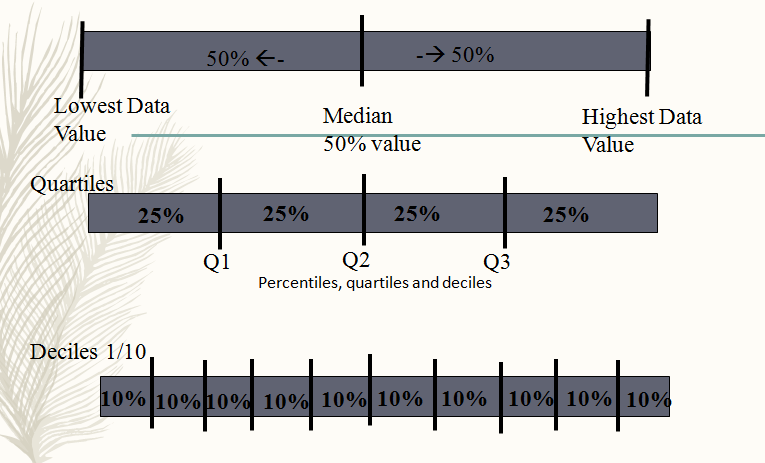 50% ←-
-→ 50%
Lowest Data
Value
Median
50% value
Highest Data
Value
Quartiles
25% 25% 25% 25%
Q1 Q2 Q3
Percentiles, quartiles and deciles
Deciles 1/10
10% 10% 10% 10% 10% 10% 10% 10% 10% 10%